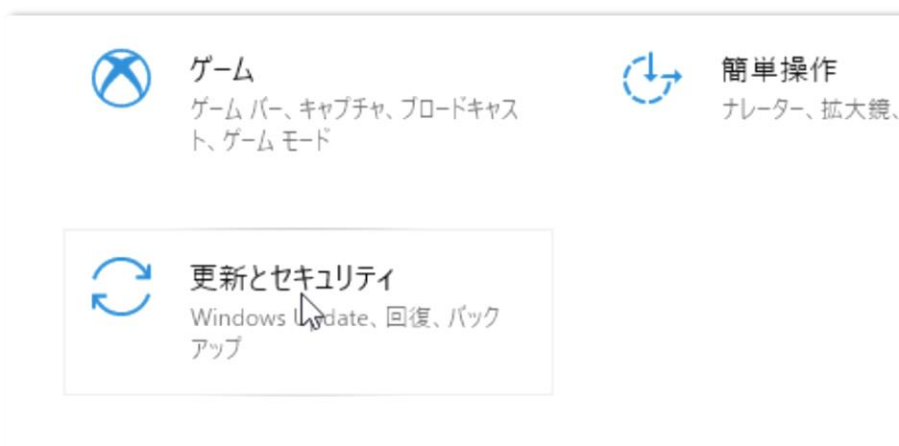 ゲーム
ゲーム バー、キャプチャ、ブロードキャス
ト、ゲーム モード
簡単操作
ナレーター、拡大鏡、
更新とセキュリティ
Windows Update、回復、バック
アップ